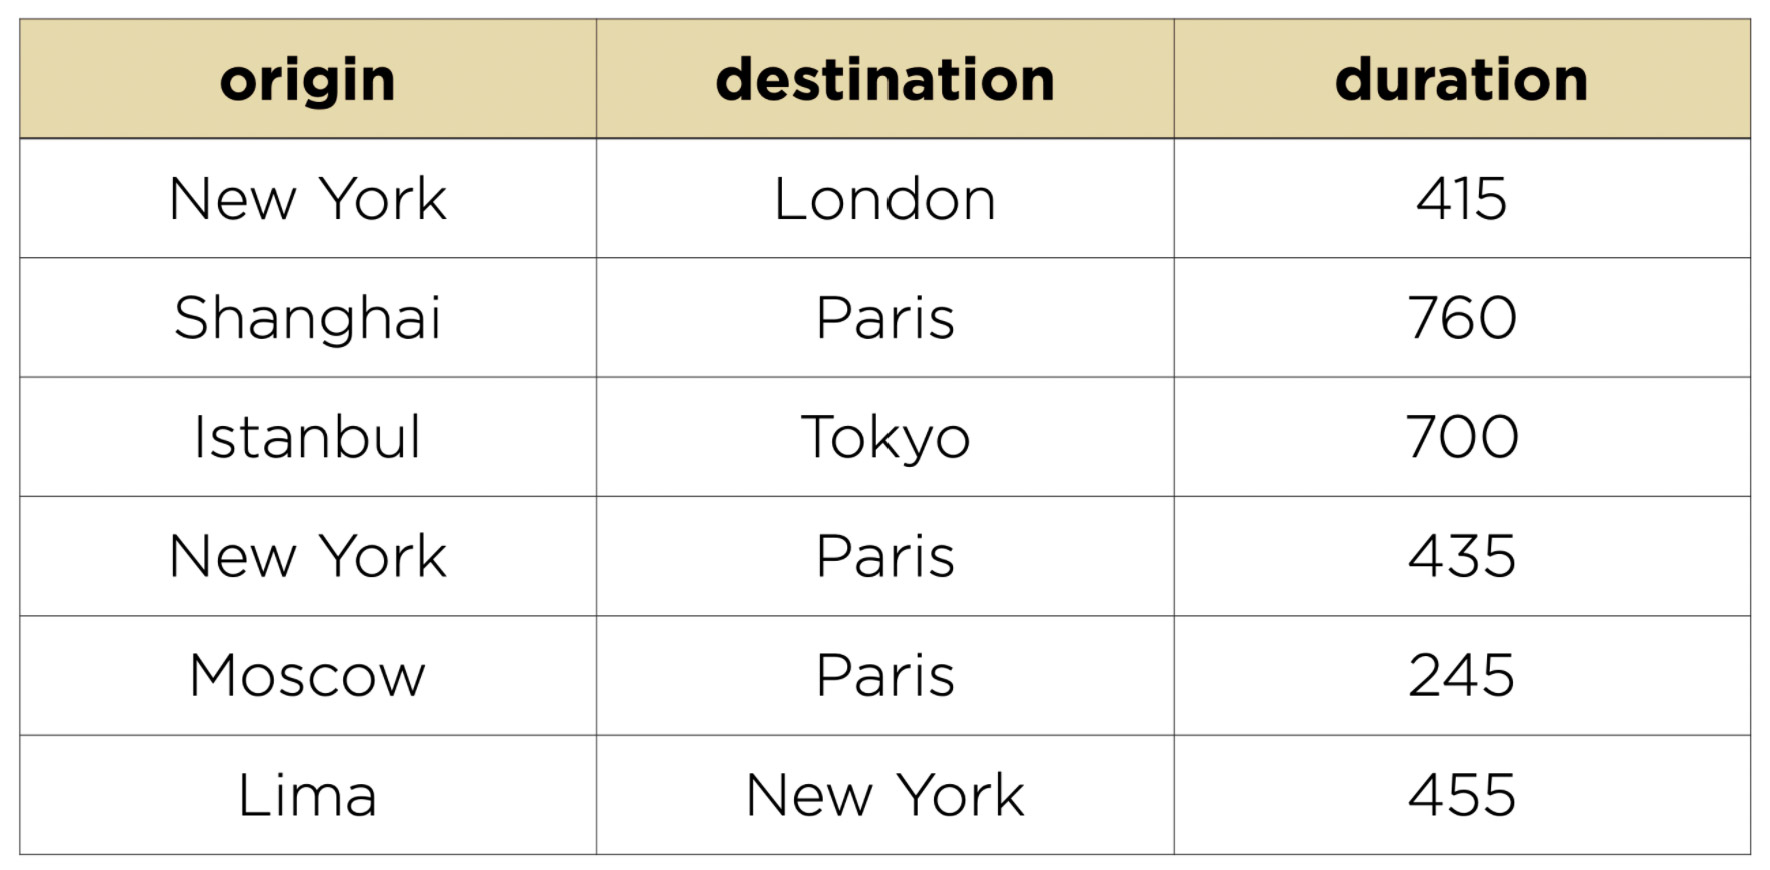 origin destination duration
New York London 415
Shanghai Paris 760
Istanbul Tokyo 700
New York Paris 435
Moscow Paris 245
Lima New York 455